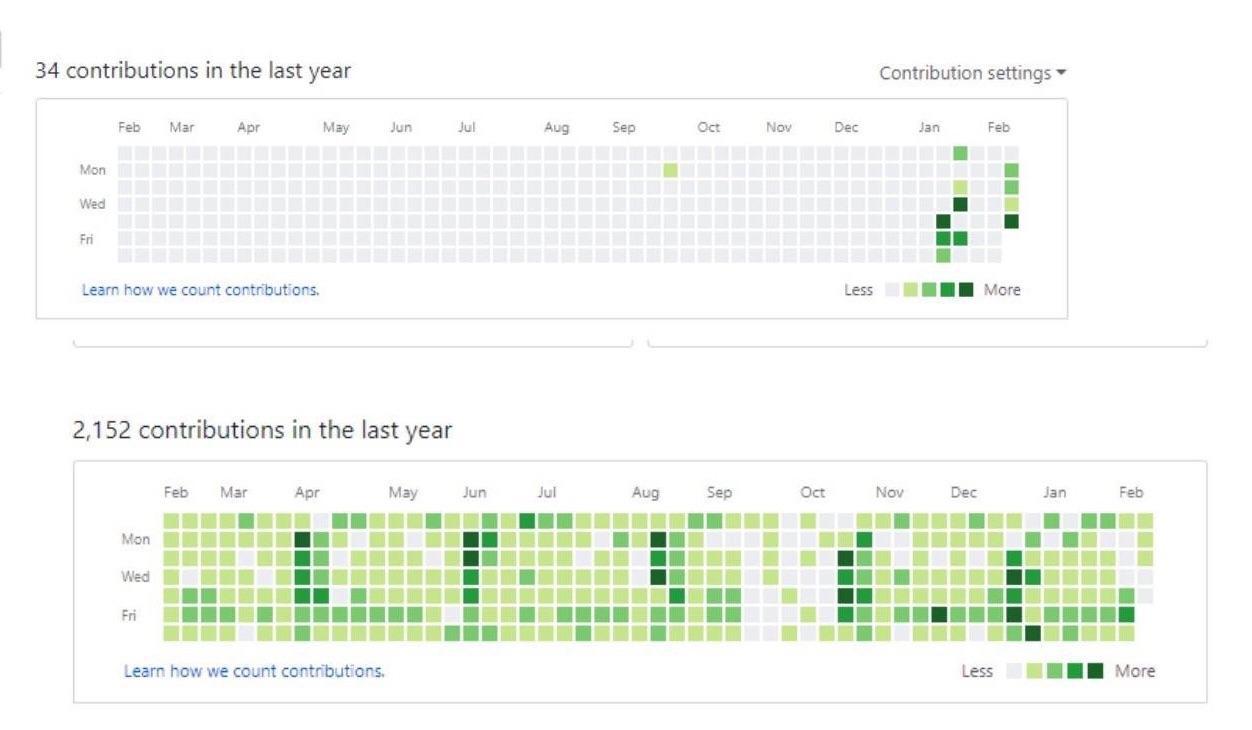 34 contributions in the last year
Contribution settings
Feb Mar Apr May Jun Jul Aug Sep Oct Nov Dec Jan Feb
Mon
Wed
Fri
Learn how we count contributions.
Less More
2,152 contributions in the last year
Feb Mar Apr May Jun Jul Aug Sep Oct Nov Dec Jan Feb
Mon
Wed
Fri
Learn how we count contributions.
Less More